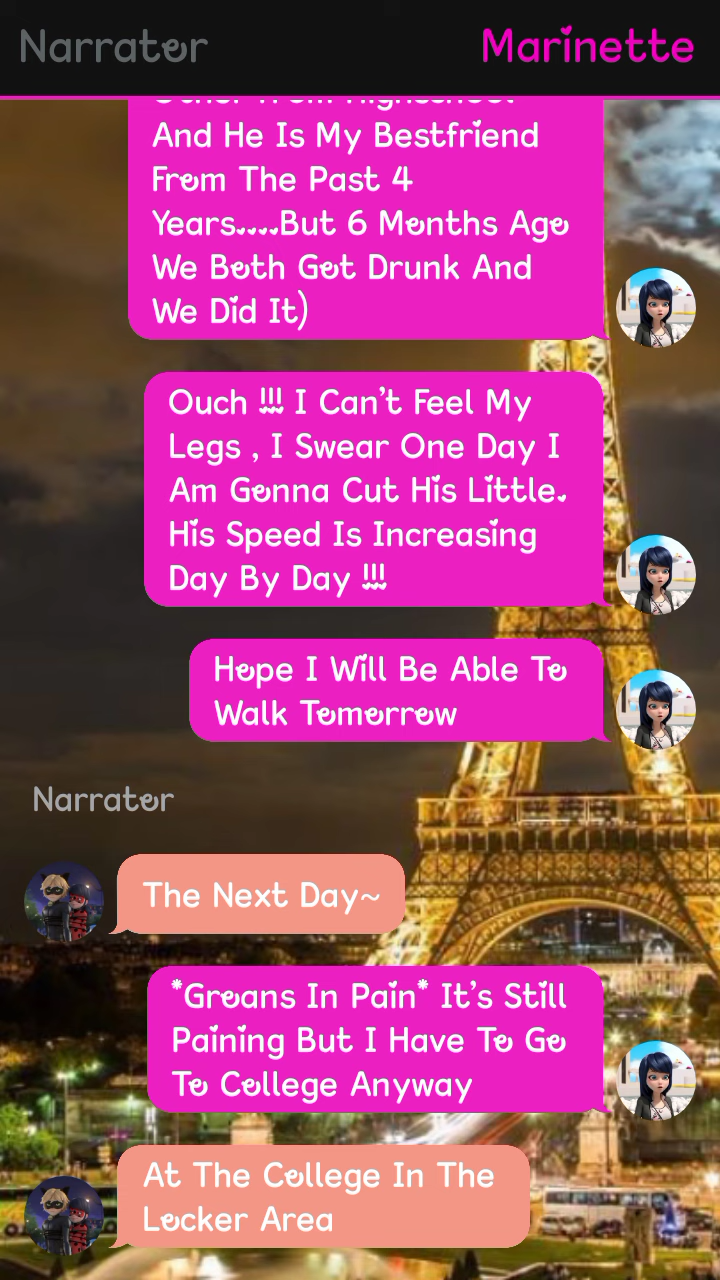 Narrator
Marinette
And He Is My Bestfriend
From The Past 4
Years....But 6 Months Ago
We Both Got Drunk And
We Did It)
Ouch !!! I Can't Feel My
Legs , I Swear One Day I
Am Gonna Cut His Little.
His Speed Is Increasing
Day By Day !!!
Hope I Will Be Able To
Walk Tomorrow
Narrator
The Next Day~
*Groans In Pain* It's Still
Paining But I Have To Go
To College Anyway
At The College In The
Locker Area